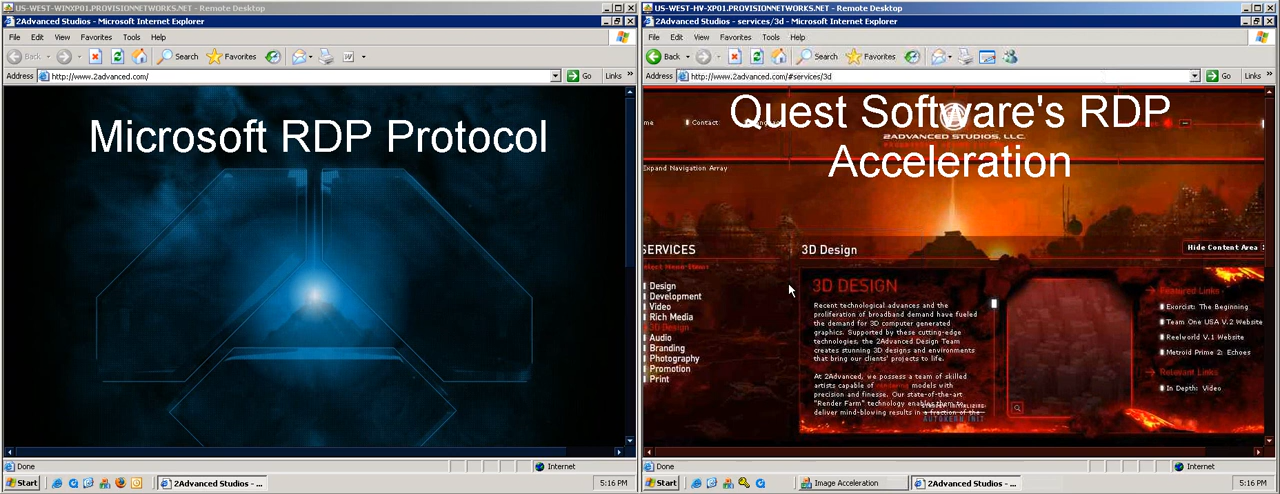 US-WEST-WINXP01.PROVISIONNETWORKS.NET - Remote Desktop
2Advanced Studios - Microsoft Internet Explorer
File Edit View Favorites Tools Help
Back Search Favorites
Address http://www.2advanced.com/ Go Links »
Microsoft RDP Protocol
Done Internet
Start 2Advanced Studios - ... 5:16 PM
US-WEST-HV-XP01.PROVISIONNETWORKS.NET - Remote Desktop
2Advanced Studios - services/3d - Microsoft Internet Explorer
File Edit View Favorites Tools Help
Back Search Favorites
Address http://www.2advanced.com/#services/3d Go Links »
Quest Software's RDP
Acceleration
me Contact
2ADVANCED STUDIOS, LLC.
Expand Navigation Array
SERVICES
Select Menu Item:
Design
Development
Video
Rich Media
3D Design
Audio
Branding
Photography
Promotion
Print
3D Design
Hide Content Area
3D DESIGN
Recent technological advances and the
proliferation of broadband demand have fueled
the demand for 3D computer generated
graphics. Supported by these cutting-edge
technologies, the 2Advanced Design Team
creates stunning 3D designs and environments
that bring our clients' projects to life.
At 2Advanced, we possess a team of skilled
artists capable of rendering models with
precision and finesse. Our state-of-the-art
"Render Farm" technology enables them to
deliver mind-blowing results in a fraction of the
AUTOKERN INIT
Featured Links
Exorcist: The Beginning
Team One USA V.2 Website
Reelworld V.1 Website
Metroid Prime 2: Echoes
Relevant Links
In Depth: Video
Done Internet
Start Image Acceleration 2Advanced Studios - ... 5:16 PM